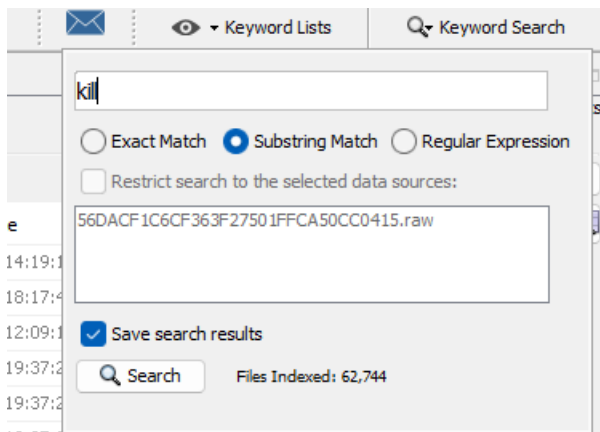 Keyword Lists Keyword Search
kill
Exact Match Substring Match Regular Expression
Restrict search to the selected data sources:
56DACF1C6CF363F27501FFCA50CC0415.raw
e
14:19:1
18:17:4
12:09:1
19:37:2
19:37:2
Save search results
Search Files Indexed: 62,744